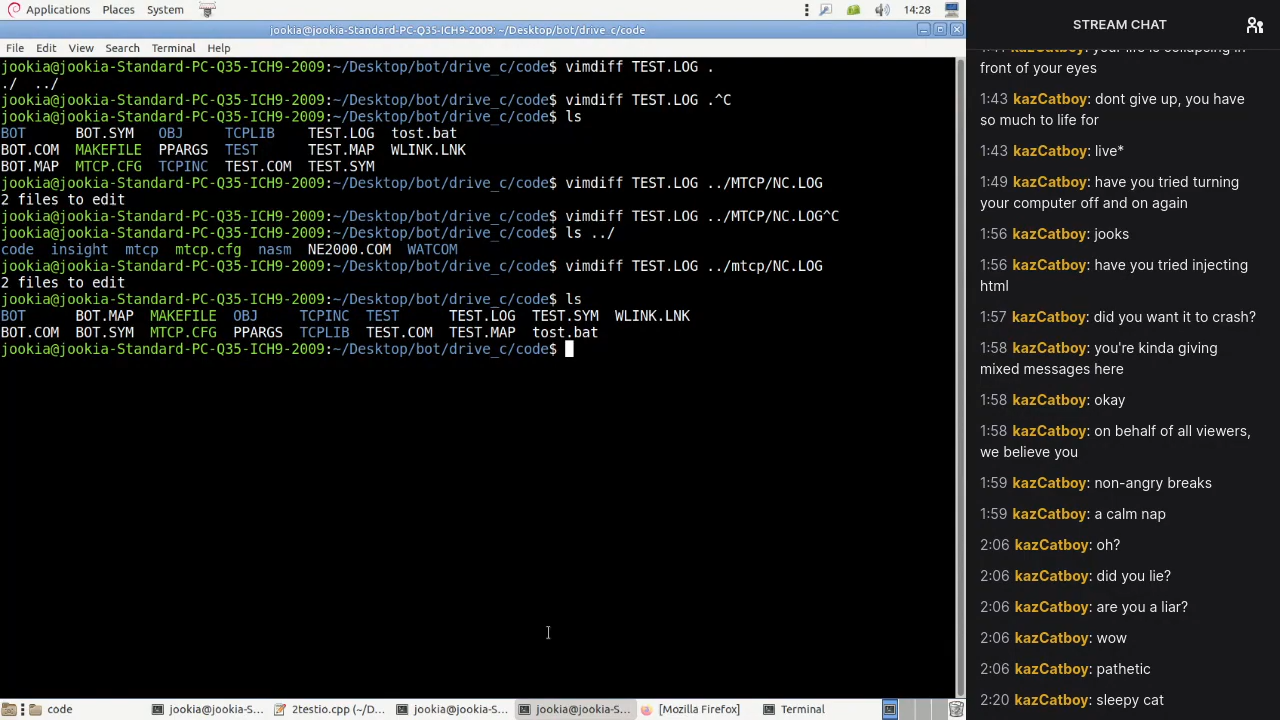 Applications Places System 14:28
jookia@jookia-Standard-PC-Q35-ICH9-2009: ~/Desktop/bot/drive_c/code
File Edit View Search Terminal Help
jookia@jookia-Standard-PC-Q35-ICH9-2009:~/Desktop/bot/drive_c/code$ vimdiff TEST.LOG .
./ ../
jookia@jookia-Standard-PC-Q35-ICH9-2009:~/Desktop/bot/drive_c/code$ vimdiff TEST.LOG .^C
jookia@jookia-Standard-PC-Q35-ICH9-2009:~/Desktop/bot/drive_c/code$ ls
BOT BOT.SYM OBJ TCPLIB TEST.LOG tost.bat
BOT.COM MAKEFILE PPARGS TEST TEST.MAP WLINK.LNK
BOT.MAP MTCP.CFG TCPINC TEST.COM TEST.SYM
jookia@jookia-Standard-PC-Q35-ICH9-2009:~/Desktop/bot/drive_c/code$ vimdiff TEST.LOG ../MTCP/NC.LOG
2 files to edit
jookia@jookia-Standard-PC-Q35-ICH9-2009:~/Desktop/bot/drive_c/code$ vimdiff TEST.LOG ../MTCP/NC.LOG^C
jookia@jookia-Standard-PC-Q35-ICH9-2009:~/Desktop/bot/drive_c/code$ ls ../
code insight mtcp mtcp.cfg nasm NE2000.COM WATCOM
jookia@jookia-Standard-PC-Q35-ICH9-2009:~/Desktop/bot/drive_c/code$ vimdiff TEST.LOG ../mtcp/NC.LOG
2 files to edit
jookia@jookia-Standard-PC-Q35-ICH9-2009:~/Desktop/bot/drive_c/code$ ls
BOT BOT.MAP MAKEFILE OBJ TCPINC TEST TEST.LOG TEST.SYM WLINK.LNK
BOT.COM BOT.SYM MTCP.CFG PPARGS TCPLIB TEST.COM TEST.MAP tost.bat
jookia@jookia-Standard-PC-Q35-ICH9-2009:~/Desktop/bot/drive_c/code$
code jookia@jookia-S... 2testio.cpp (~/D... jookia@jookia-S... jookia@jookia-S... [Mozilla Firefox] Terminal
STREAM CHAT
1:41 kazCatboy: your life is collapsing in
front of your eyes
1:43 kazCatboy: dont give up, you have
so much to life for
1:43 kazCatboy: live*
1:49 kazCatboy: have you tried turning
your computer off and on again
1:56 kazCatboy: jooks
1:56 kazCatboy: have you tried injecting
html
1:57 kazCatboy: did you want it to crash?
1:58 kazCatboy: you're kinda giving
mixed messages here
1:58 kazCatboy: okay
1:58 kazCatboy: on behalf of all viewers,
we believe you
1:59 kazCatboy: non-angry breaks
1:59 kazCatboy: a calm nap
2:06 kazCatboy: oh?
2:06 kazCatboy: did you lie?
2:06 kazCatboy: are you a liar?
2:06 kazCatboy: wow
2:06 kazCatboy: pathetic
2:20 kazCatboy: sleepy cat